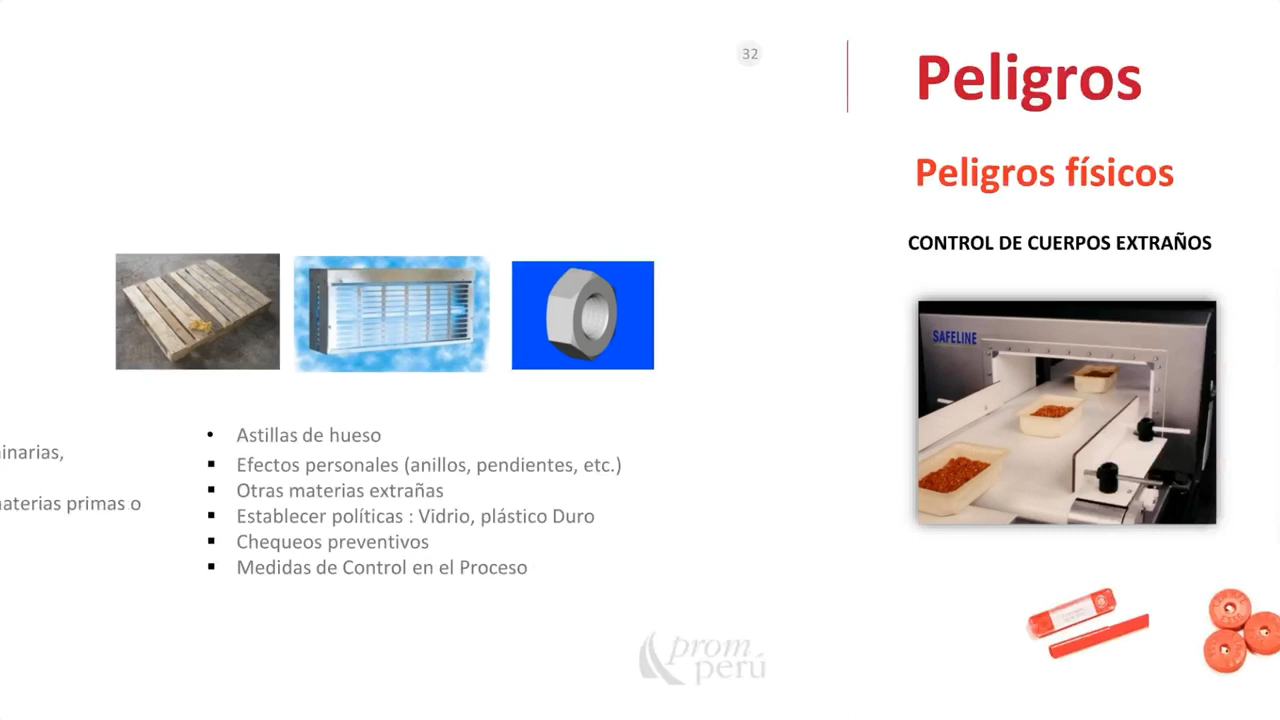 32
Peligros
Peligros físicos
CONTROL DE CUERPOS EXTRAÑOS
SAFELINE
inarias,
aterias primas o
• Astillas de hueso
▪ Efectos personales (anillos, pendientes, etc.)
▪ Otras materias extrañas
▪ Establecer políticas : Vidrio, plástico Duro
▪ Chequeos preventivos
▪ Medidas de Control en el Proceso
prom
perú